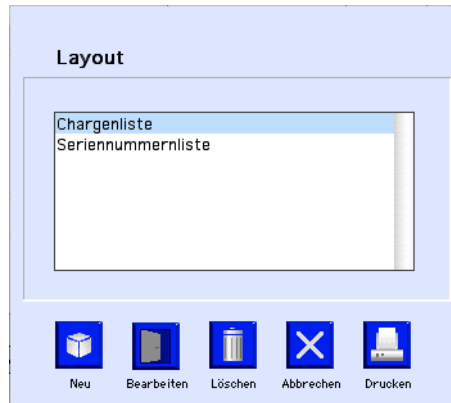 Layout
Chargenliste
Seriennummernliste
Neu Bearbeiten Löschen Abbrechen Drucken